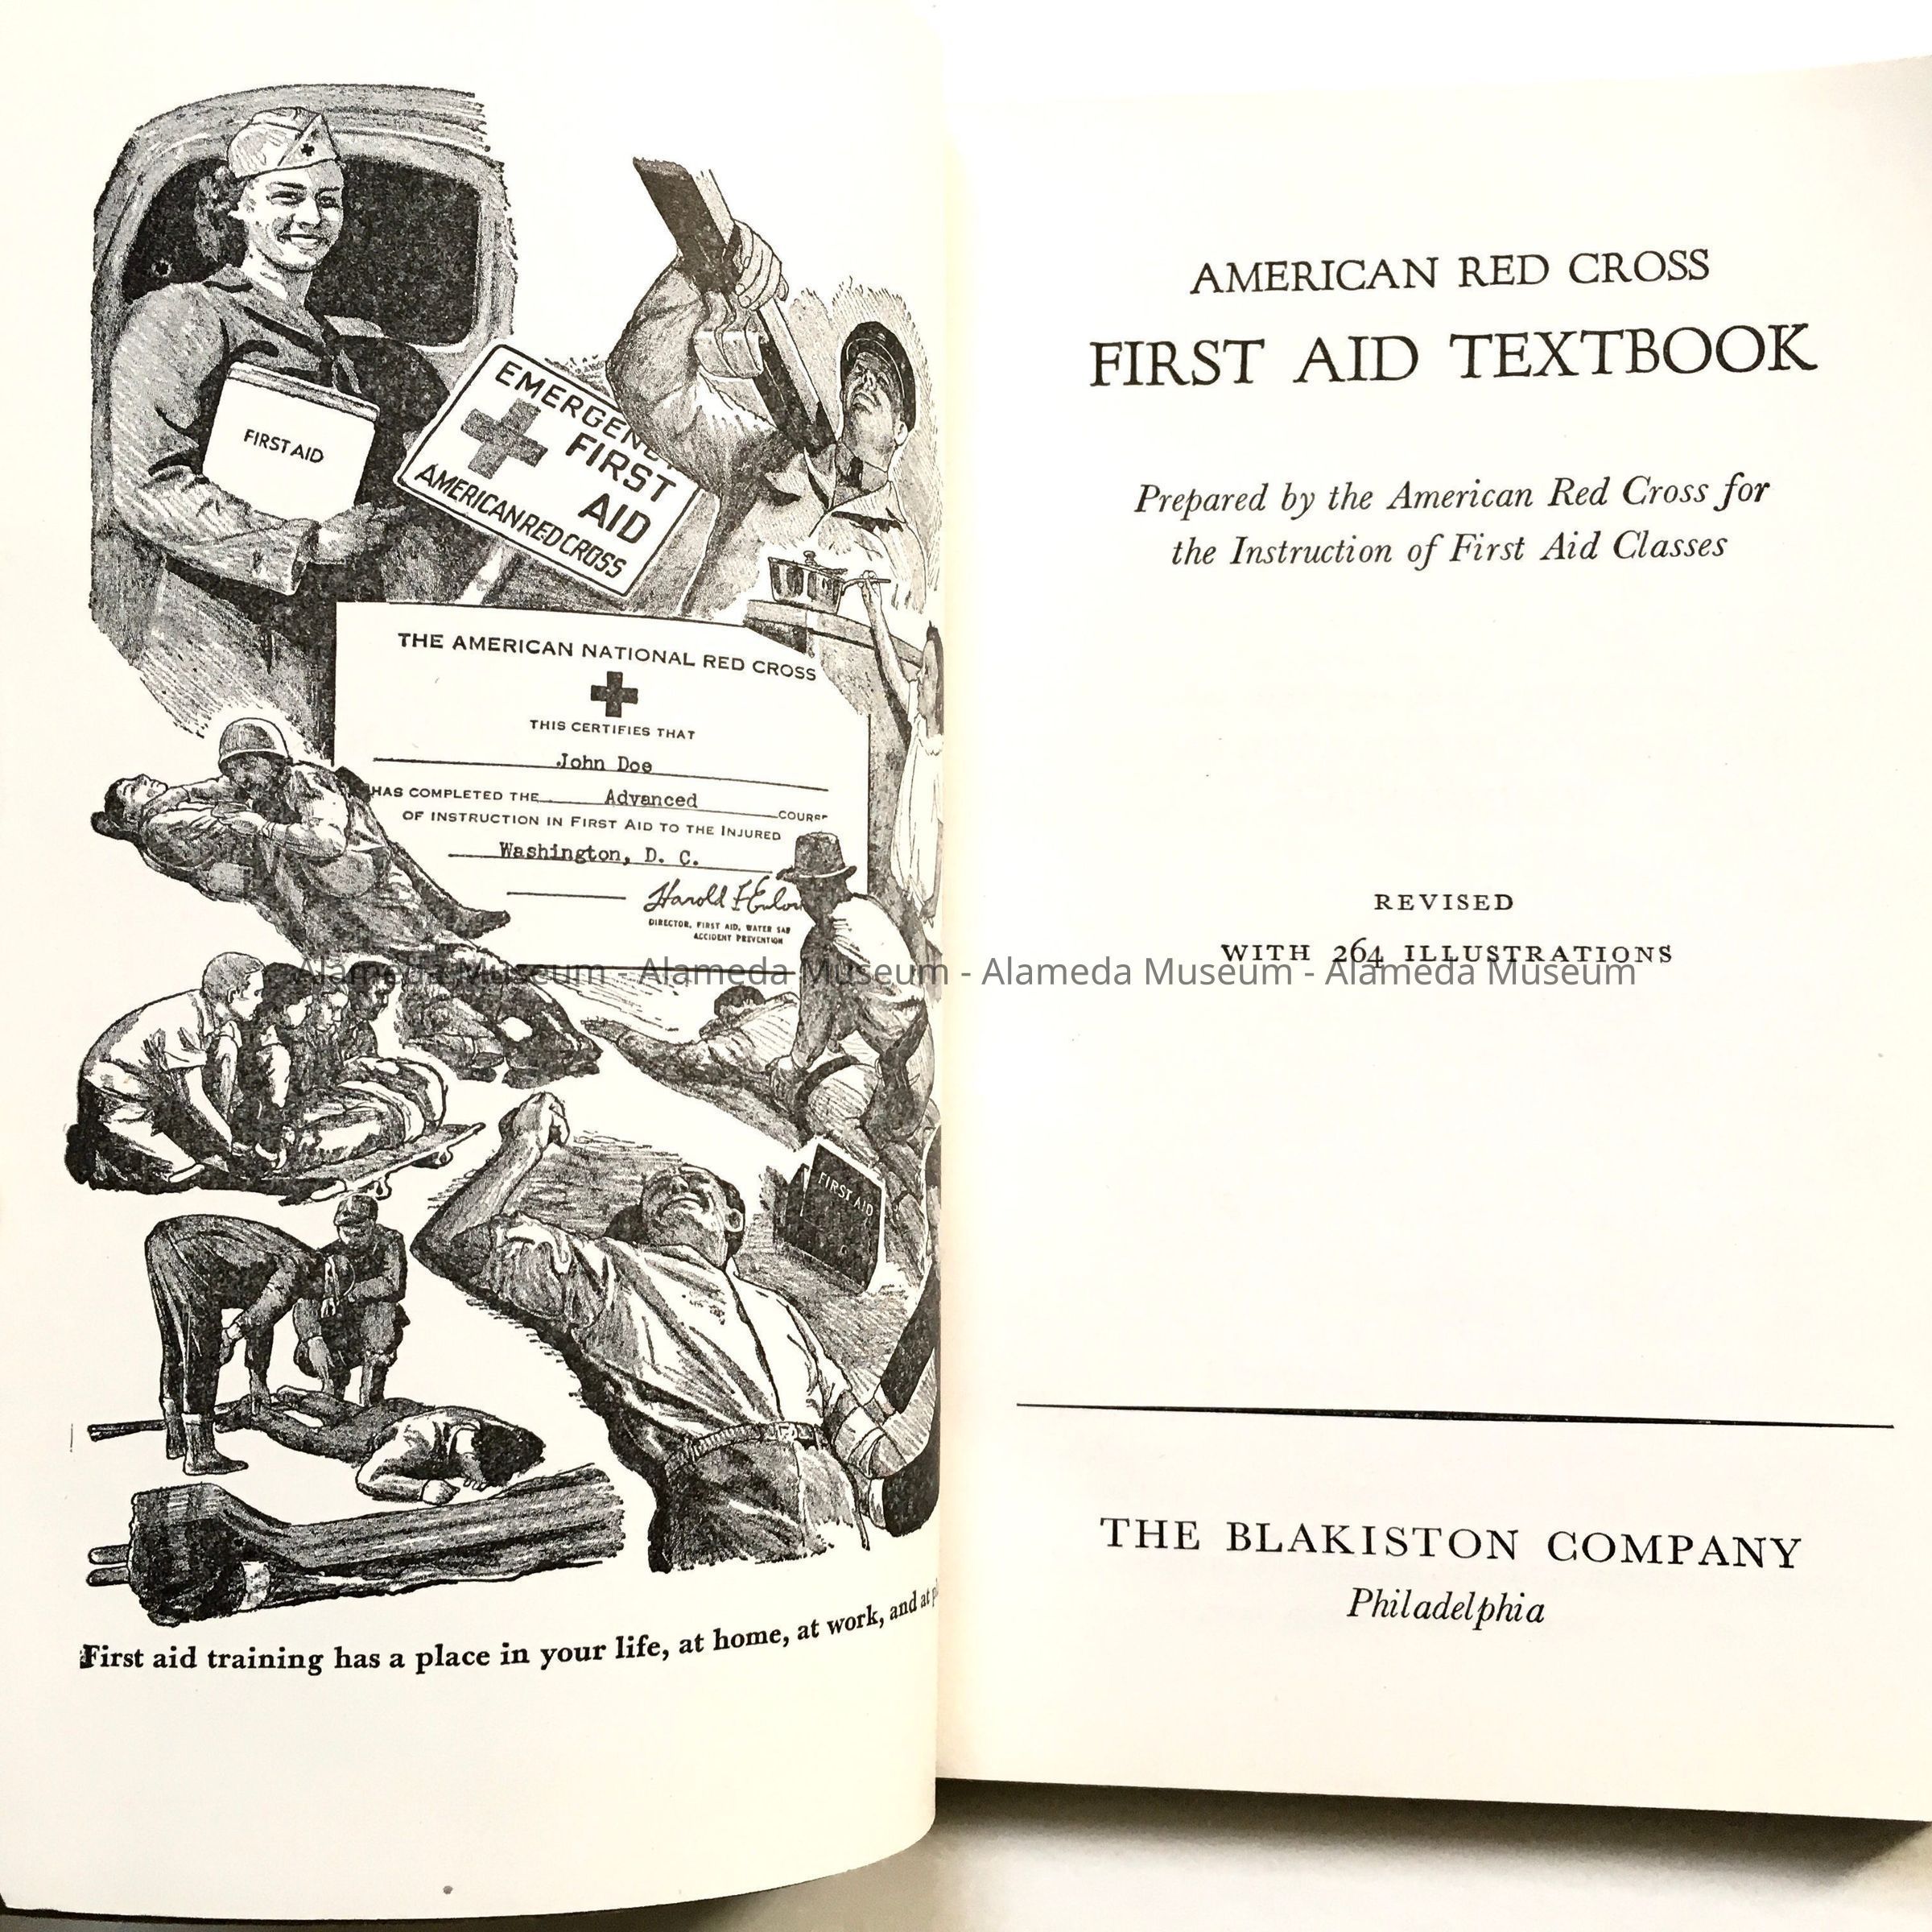 FIRST AID
EMERGENCY
FIRST
AID
AMERICAN RED CROSS
THE AMERICAN NATIONAL RED CROSS
THIS CERTIFIES THAT
John Doe
HAS COMPLETED THE Advanced COURSE
OF INSTRUCTION IN FIRST AID TO THE INJURED
Washington, D. C.
Harold F
DIRECTOR, FIRST AID, WATER SAF
ACCIDENT PREVENTION
FIRST AID
First aid training has a place in your life, at home, at work, and at
AMERICAN RED CROSS
FIRST AID TEXTBOOK
Prepared by the American Red Cross for
the Instruction of First Aid Classes
REVISED
WITH 264 ILLUSTRATIONS
Alameda Museum - Alameda Museum - Alameda Museum - Alameda Museum
THE BLAKISTON COMPANY
Philadelphia